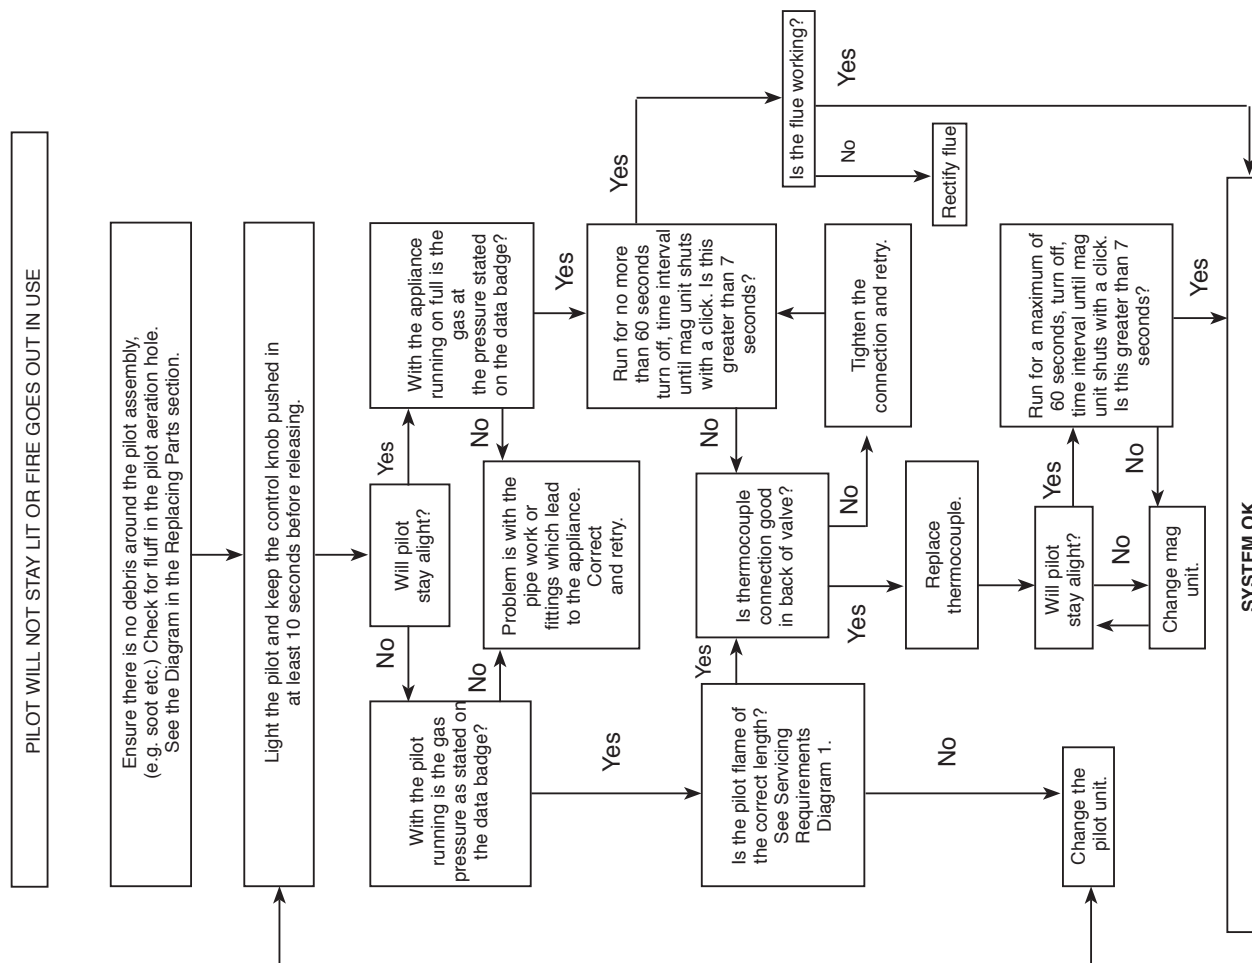 PILOT WILL NOT STAY LIT OR FIRE GOES OUT IN USE
Ensure there is no debris around the pilot assembly,
(e.g. soot etc.) Check for fluff in the pilot aeration hole.
See the Diagram in the Replacing Parts section.
Light the pilot and keep the control knob pushed in
at least 10 seconds before releasing.
Will pilot
stay alight?
No
Yes
With the pilot
running is the gas
pressure as stated on
the data badge?
With the appliance
running on full is the
gas at
the pressure stated
on the data badge?
No
No
Problem is with the
pipe work or
fittings which lead
to the appliance.
Correct
and retry.
Yes
Yes
Is the pilot flame of
the correct length?
See Servicing
Requirements
Diagram 1.
Yes
Is thermocouple
connection good
in back of valve?
No
Run for no more
than 60 seconds
turn off, time interval
until mag unit shuts
with a click. Is this
greater than 7
seconds?
Yes
Is the flue working?
Yes
No
Rectify flue
No
Yes
No
Tighten the
connection and retry.
Replace
thermocouple.
Change the
pilot unit.
Will pilot
stay alight?
Yes
No
Run for a maximum of
60 seconds, turn off,
time interval until mag
unit shuts with a click.
Is this greater than 7
seconds?
No
Change mag
unit.
Yes
SYSTEM OK